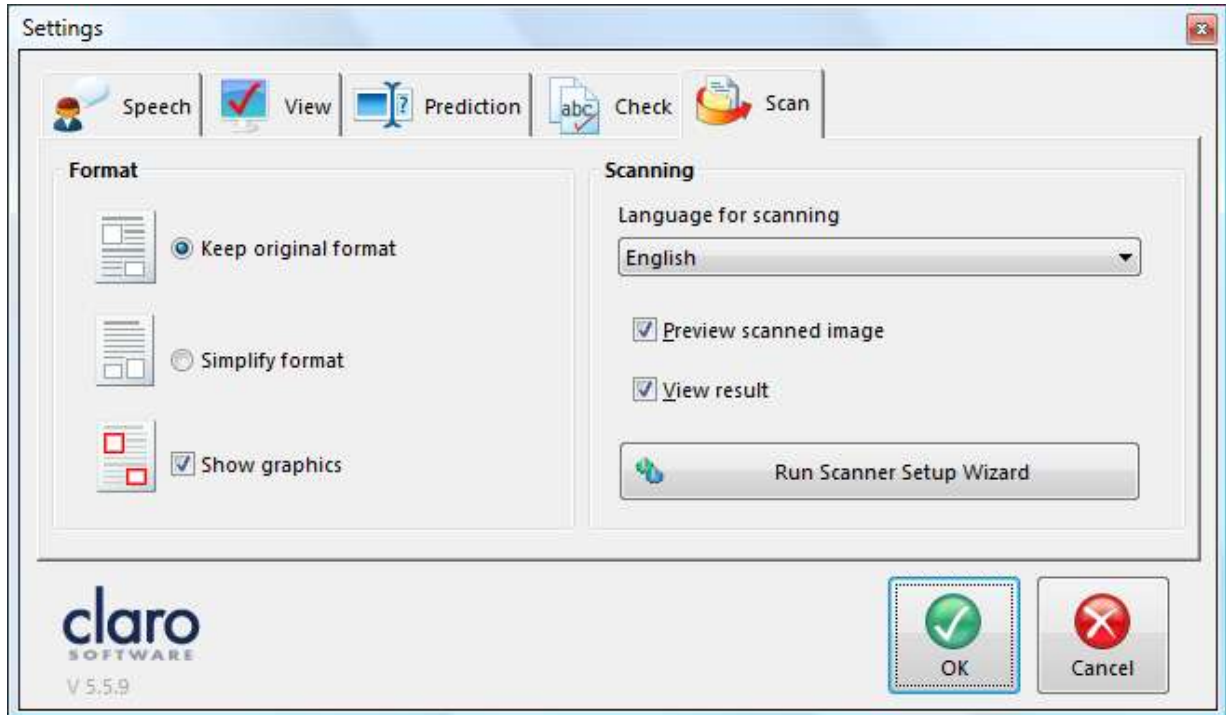 Settings
Speech View Prediction Check Scan
Format
Keep original format
Simplify format
Show graphics
Scanning
Language for scanning
English
Preview scanned image
View result
Run Scanner Setup Wizard
claro
SOFTWARE
V 5.5.9
OK Cancel